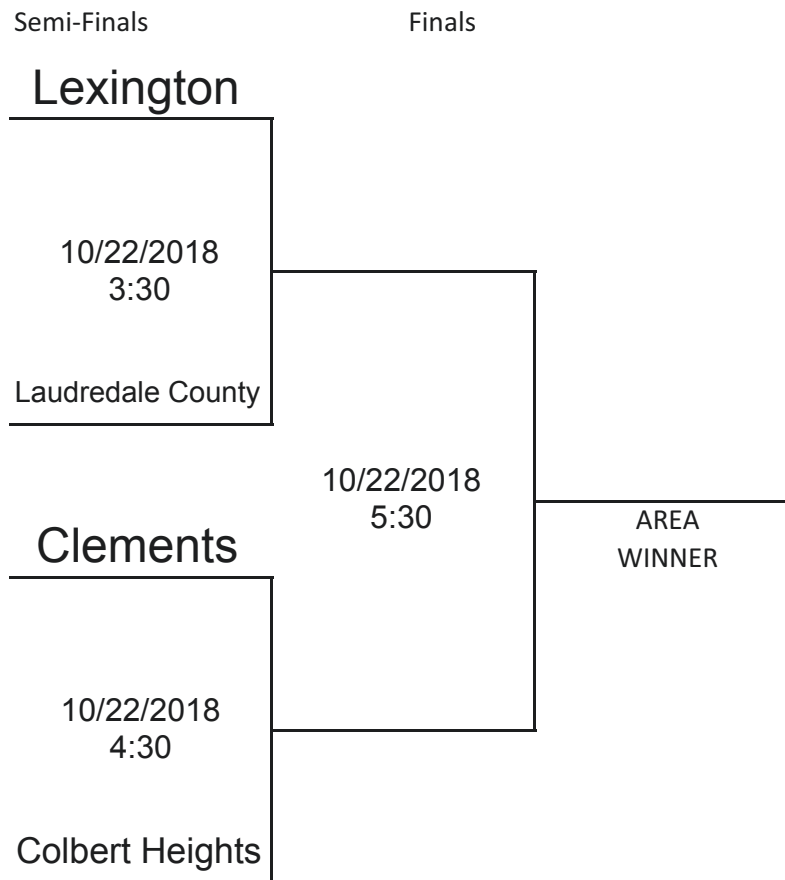 Semi-Finals
Finals
Lexington
10/22/2018
3:30
Laudredale County
10/22/2018
5:30
AREA
WINNER
Clements
10/22/2018
4:30
Colbert Heights